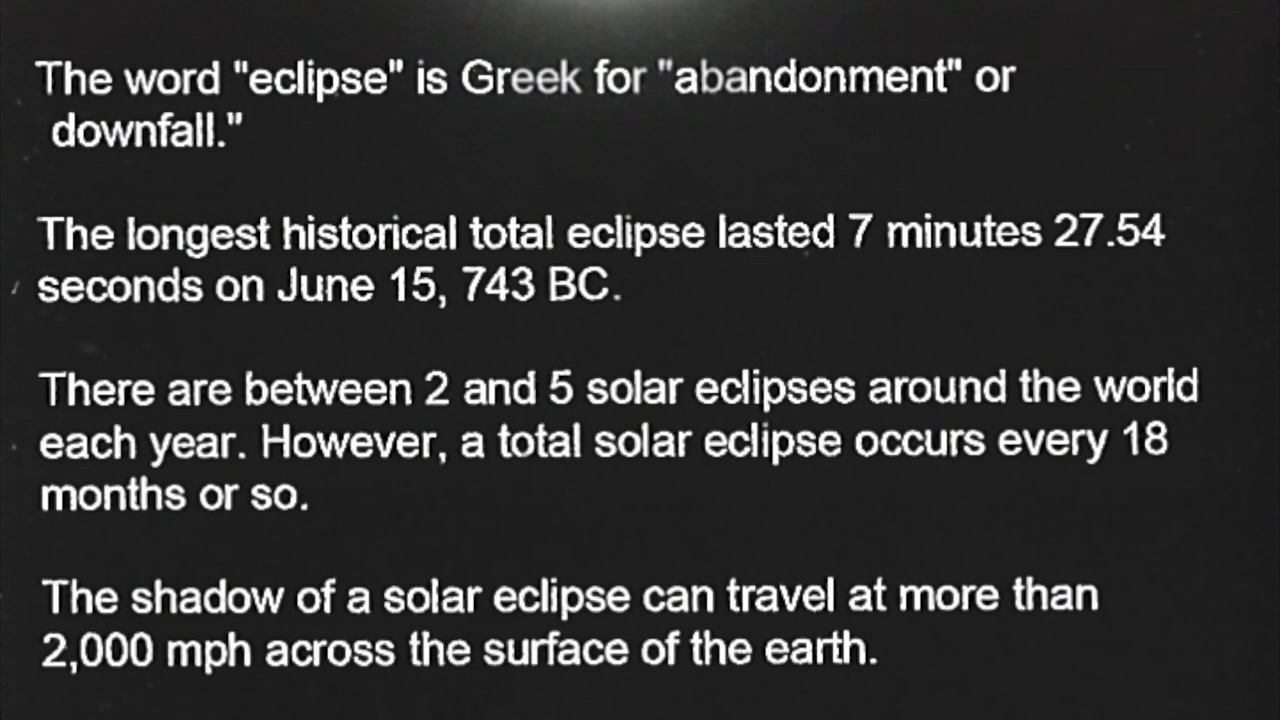 The word "eclipse" is Greek for "abandonment" or
downfall."
The longest historical total eclipse lasted 7 minutes 27.54
seconds on June 15, 743 BC.
There are between 2 and 5 solar eclipses around the world
each year. However, a total solar eclipse occurs every 18
months or so.
The shadow of a solar eclipse can travel at more than
2,000 mph across the surface of the earth.